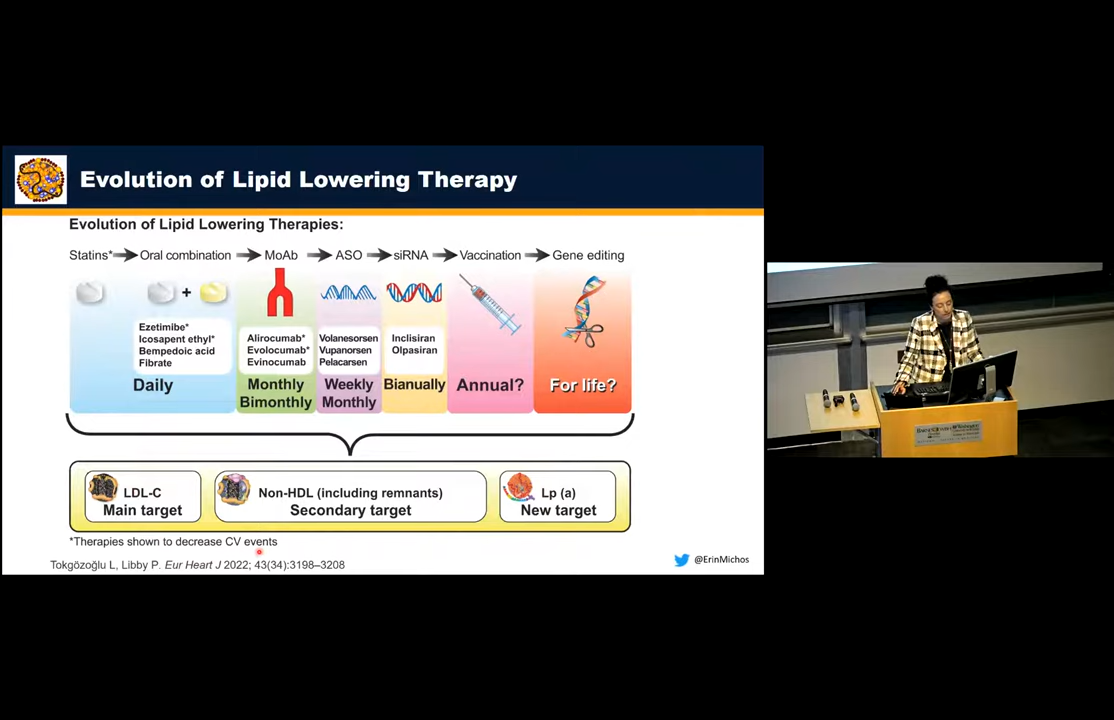 Evolution of Lipid Lowering Therapy
Evolution of Lipid Lowering Therapies:
Statins* Oral combination MoAb ASO siRNA Vaccination Gene editing
+
Ezetimibe*
Icosapent ethyl*
Bempedoic acid
Fibrate
Daily
Alirocumab*
Evolocumab*
Evinocumab
Monthly
Bimonthly
Volanesorsen
Vupanorsen
Pelacarsen
Weekly
Monthly
Inclisiran
Olpasiran
Bianually
Annual?
For life?
LDL-C
Main target
Non-HDL (including remnants)
Secondary target
Lp (a)
New target
*Therapies shown to decrease CV events
Tokgözoğlu L, Libby P. Eur Heart J 2022; 43(34):3198–3208
@ErinMichos